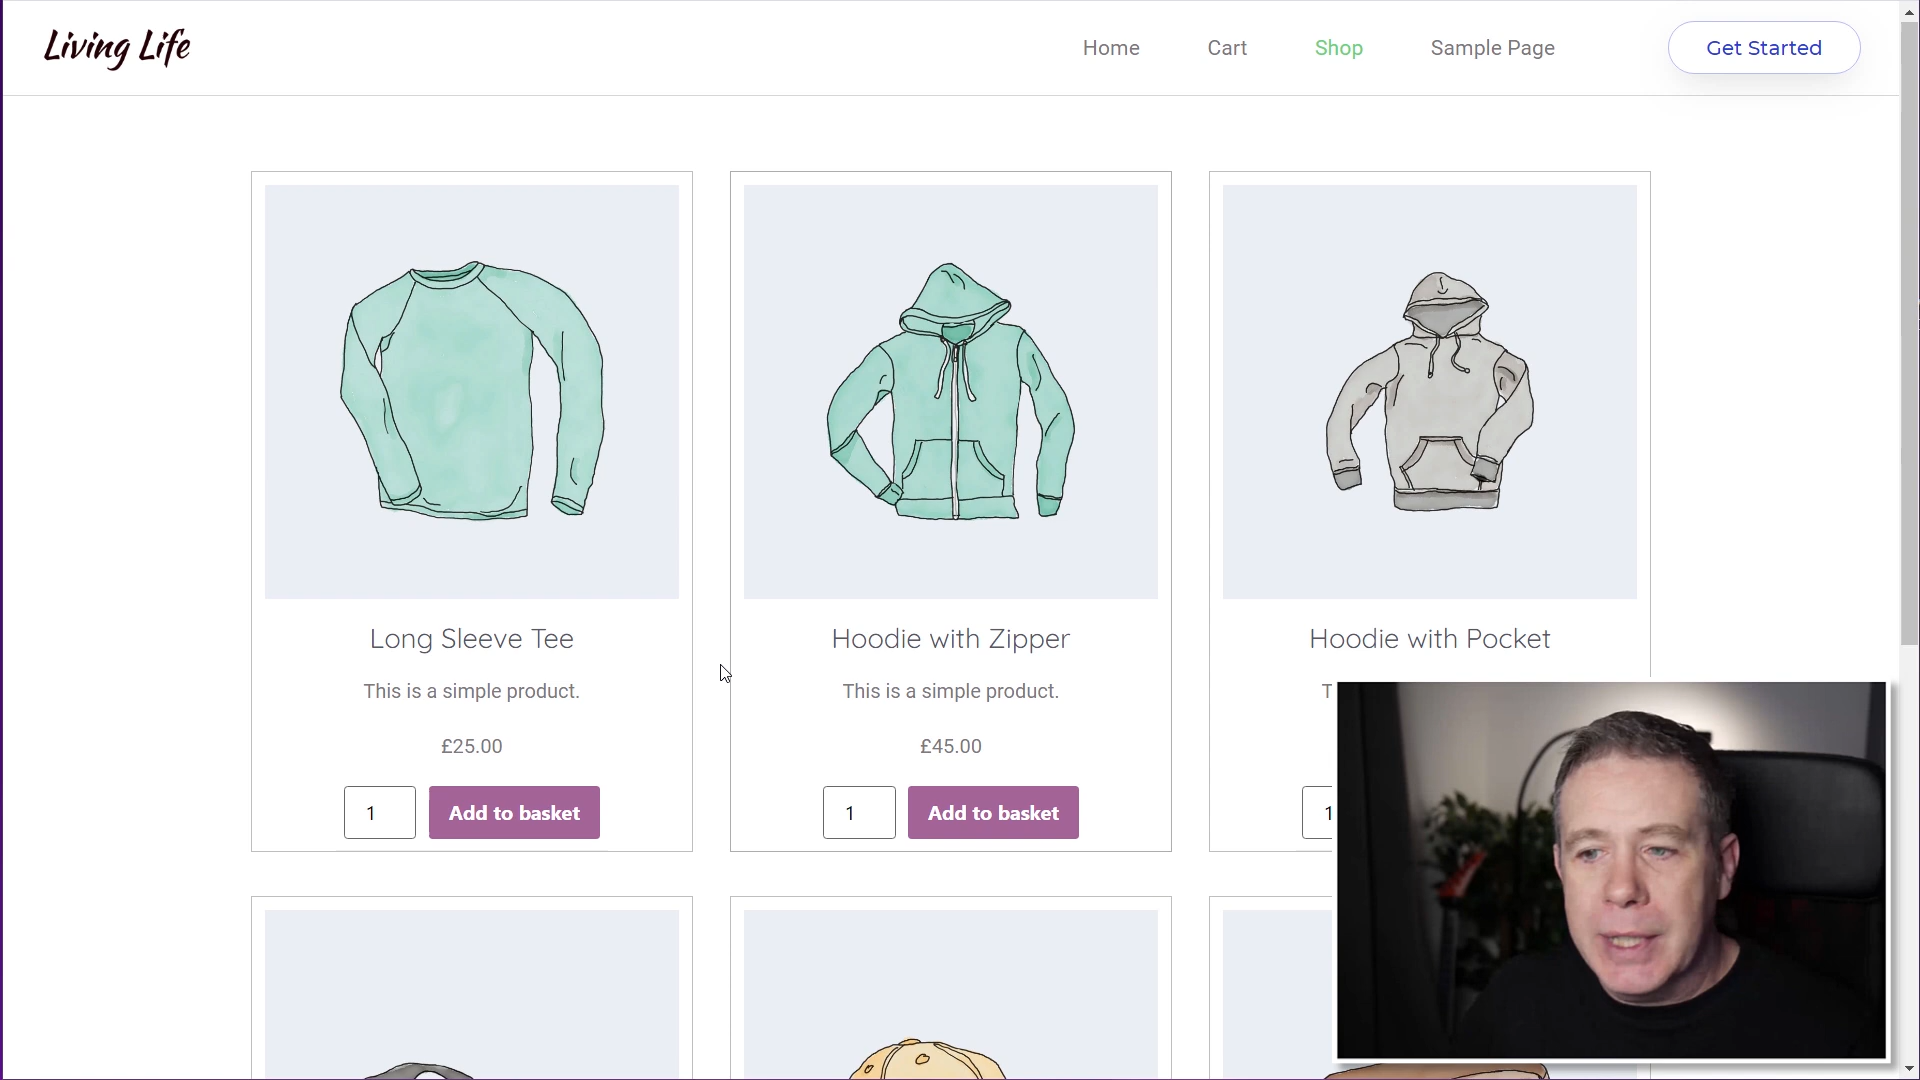 Living Life
Home
Cart
Shop
Sample Page
Get Started
Long Sleeve Tee
Hoodie with Zipper
Hoodie with Pocket
This is a simple product.
This is a simple product.
T
£25.00
£45.00
1
Add to basket
1
Add to basket
1